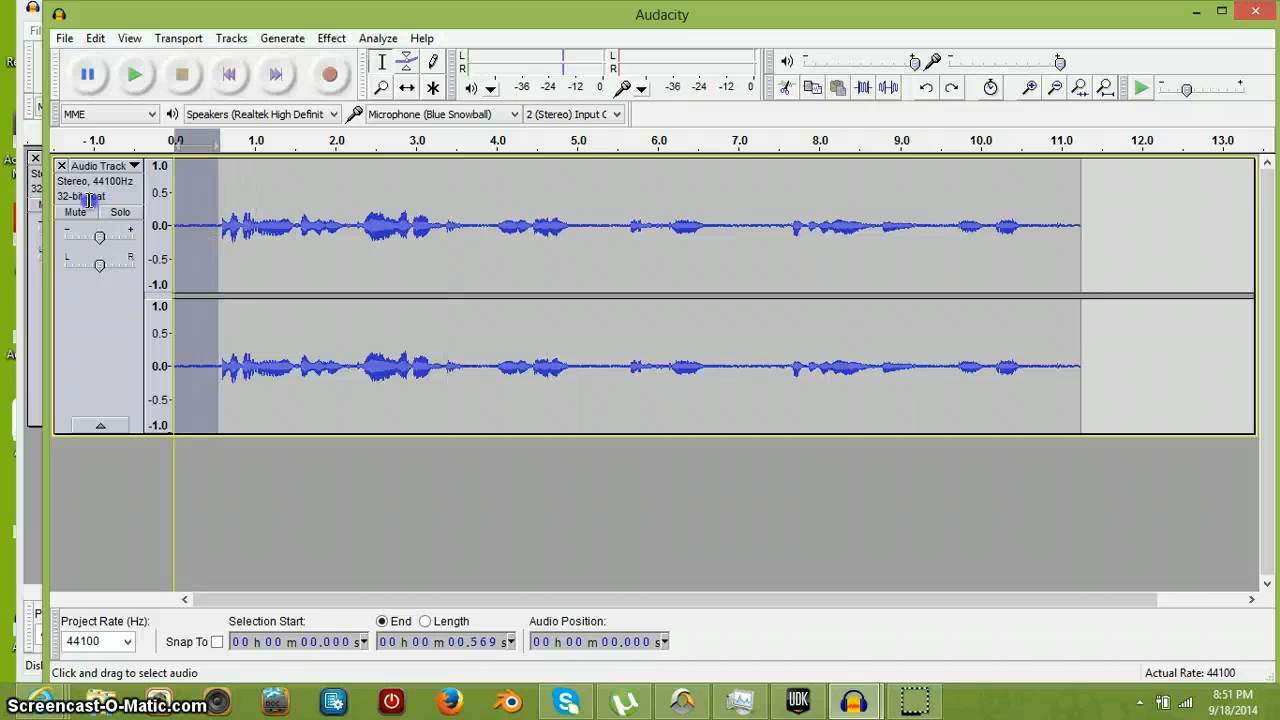 Audacity
File Edit View Transport Tracks Generate Effect Analyze Help
L L
R R
-36 -24 -12 0 -36 -24 -1
MME Speakers (Realtek High Definit Microphone (Blue Snowball) 2 (Stereo) Input C
- 1.0 0.0 1.0 2.0 3.0 4.0 5.0 6.0 7.0 8.0 9.0 10.0 11.0 12.0 13.0
Audio Track 1.0
Stereo, 44100Hz
0.5
Mute Solo
- + 0.0
L R -0.5
-1.0
1.0
0.5
0.0
-0.5
-1.0
Project Rate (Hz): Selection Start: End Length Audio Position:
44100 Snap To 00 h 00 m 00.000 s 00 h 00 m 00.569 s 00 h 00 m 00.000 s
Click and drag to select audio Actual Rate: 44100
DOC UDK 8:51 PM
Screencast-O-Matic.com 9/18/2014